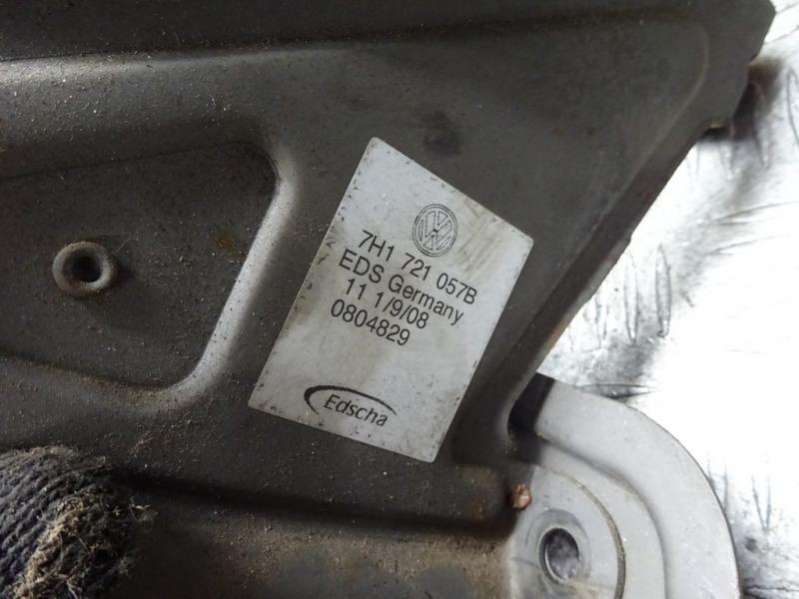 7H1 721 057B
EDS Germany
11 1/9/08
0804829
Edscha